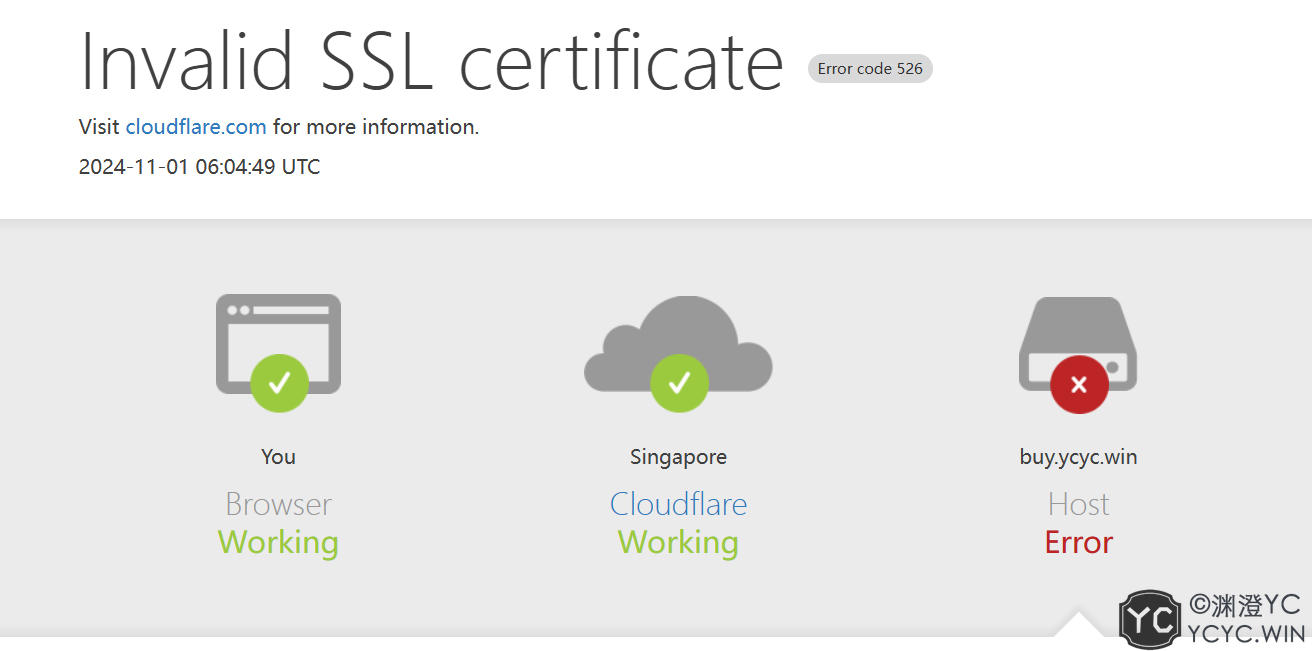 Invalid SSL certificate Error code 526
Visit cloudflare.com for more information.
2024-11-01 06:04:49 UTC
You
Browser
Working
Singapore
Cloudflare
Working
buy.ycyc.win
Host
Error
YC
©渊澄YC
YCYC.WIN